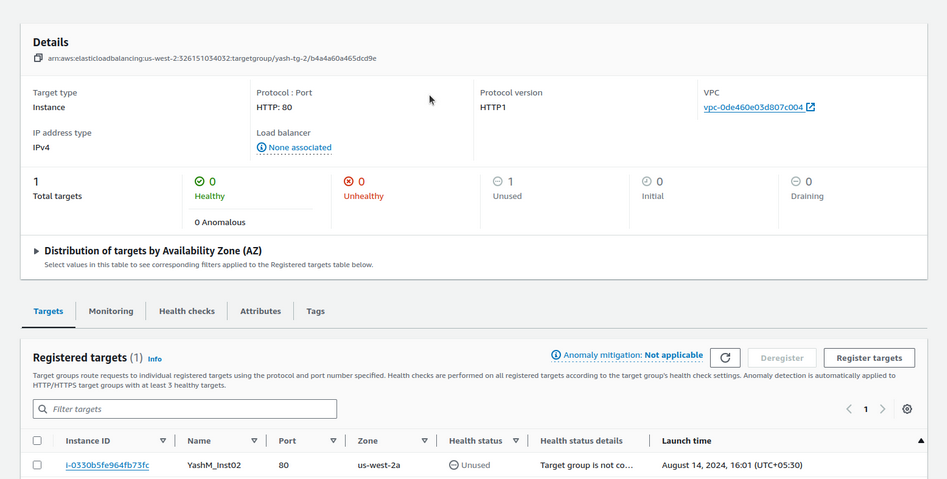 Details
arn:aws:elasticloadbalancing:us-west-2:326151034032:targetgroup/yash-tg-2/b4a4a60a465dcd9e
Target type
Instance
Protocol : Port
HTTP: 80
Protocol version
HTTP1
VPC
vpc-0de460e03d807c004
IP address type
IPv4
Load balancer
None associated
1
Total targets
0
Healthy
0 Anomalous
0
Unhealthy
1
Unused
0
Initial
0
Draining
Distribution of targets by Availability Zone (AZ)
Select values in this table to see corresponding filters applied to the Registered targets table below.
Targets
Monitoring
Health checks
Attributes
Tags
Registered targets (1) Info
Anomaly mitigation: Not applicable
Deregister
Register targets
Target groups route requests to individual registered targets using the protocol and port number specified. Health checks are performed on all registered targets according to the target group's health check settings. Anomaly detection is automatically applied to
HTTP/HTTPS target groups with at least 3 healthy targets.
Filter targets
1
Instance ID Name Port Zone Health status Health status details Launch time
i-0330b5fe964fb73fc YashM_Inst02 80 us-west-2a Unused Target group is not co... August 14, 2024, 16:01 (UTC+05:30)